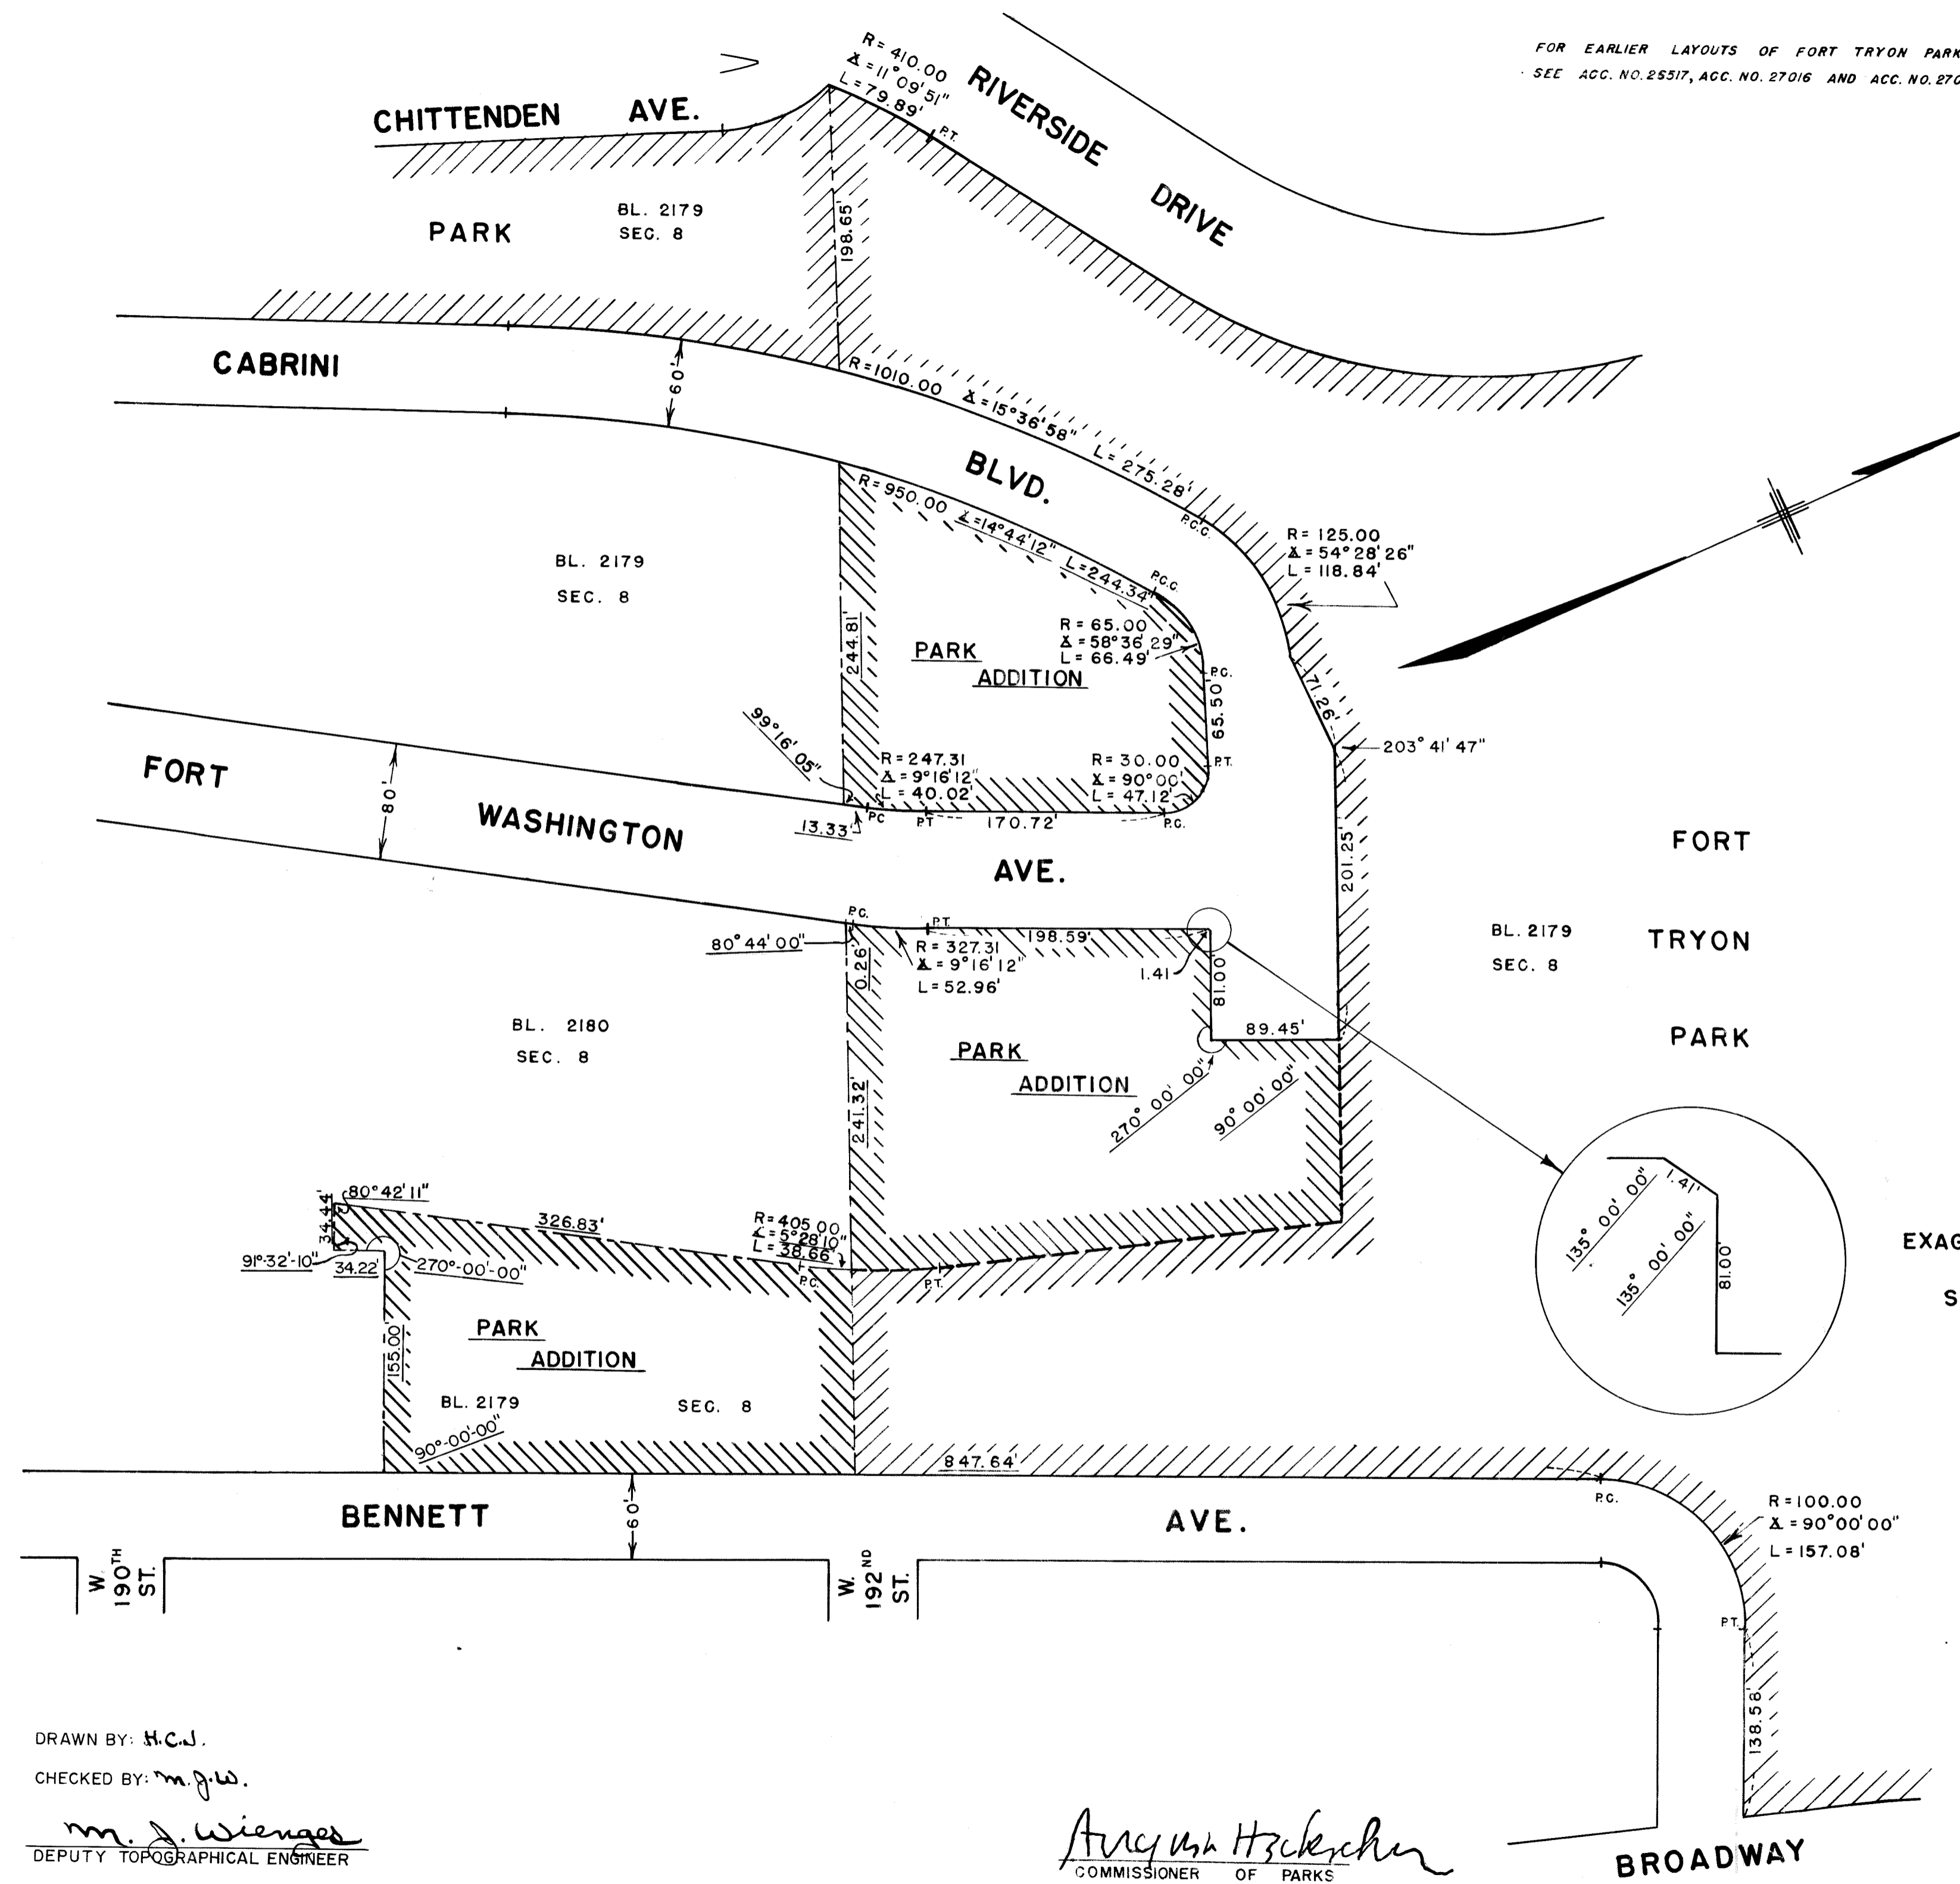 FOR EARLIER LAYOUTS OF FORT TRYON PARK
SEE ACC. NO. 25517, ACC. NO. 27016 AND ACC. NO. 270
R = 410.00
∆ = 11° 09' 51"
L = 79.89'
P.T.
RIVERSIDE
DRIVE
CHITTENDEN AVE.
PARK
BL. 2179
SEC. 8
198.65'
CABRINI
60'
BLVD.
R = 1010.00 ∆ = 15° 36' 58" L = 275.28'
P.C.C.
R = 950.00 ∆ = 14° 44' 12" L = 244.34'
P.C.C.
R = 125.00
∆ = 54° 28' 26"
L = 118.84'
BL. 2179
SEC. 8
244.81'
PARK
ADDITION
R = 65.00
∆ = 58° 36' 29"
L = 66.49'
P.C.
65.50'
P.T.
71.26'
203° 41' 47"
99° 16' 05"
R = 247.31
∆ = 9° 16' 12"
L = 40.02'
R = 30.00
∆ = 90° 00'
L = 47.12'
13.33'
PC
PT
170.72'
P.C.
FORT
80'
WASHINGTON
AVE.
201.25'
FORT
TRYON
PARK
BL. 2179
SEC. 8
P.C.
P.T.
80° 44' 00"
0.26'
R = 327.31
∆ = 9° 16' 12"
L = 52.96'
198.59'
1.41
81.00'
89.45'
BL. 2180
SEC. 8
241.32'
PARK
ADDITION
270° 00' 00"
90° 00' 00"
135° 00' 00"
1.41'
135° 00' 00"
81.00'
EXAG
S
34.44'
80° 42' 11"
326.83'
R = 405.00
∆ = 5° 28' 10"
L = 38.66'
P.C.
P.T.
91°-32'-10"
34.22'
270°-00'-00"
155.00'
PARK
ADDITION
BL. 2179 SEC. 8
90°-00'-00"
847.64'
BENNETT
60'
AVE.
P.C.
R = 100.00
∆ = 90° 00' 00"
L = 157.08'
P.T.
138.58'
W. 190TH ST.
W. 192ND ST.
BROADWAY
DRAWN BY: H.C.J.
CHECKED BY: M.J.W.
M. J. Wienges
DEPUTY TOPOGRAPHICAL ENGINEER
August Heckscher
COMMISSIONER OF PARKS